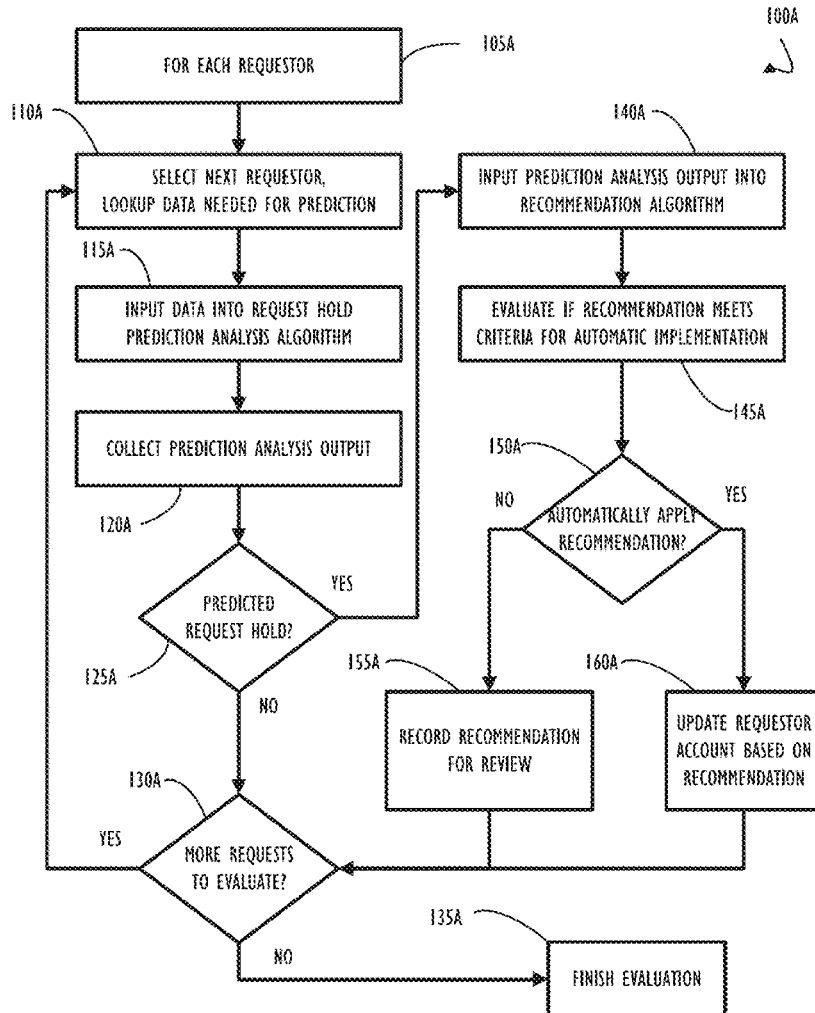 100A
FOR EACH REQUESTOR
105A
110A
SELECT NEXT REQUESTOR,
LOOKUP DATA NEEDED FOR PREDICTION
115A
INPUT DATA INTO REQUEST HOLD
PREDICTION ANALYSIS ALGORITHM
COLLECT PREDICTION ANALYSIS OUTPUT
120A
PREDICTED
REQUEST HOLD?
YES
125A
NO
130A
YES
MORE REQUESTS
TO EVALUATE?
NO
135A
FINISH EVALUATION
140A
INPUT PREDICTION ANALYSIS OUTPUT INTO
RECOMMENDATION ALGORITHM
EVALUATE IF RECOMMENDATION MEETS
CRITERIA FOR AUTOMATIC IMPLEMENTATION
145A
150A
NO
YES
AUTOMATICALLY APPLY
RECOMMENDATION?
155A
RECORD RECOMMENDATION
FOR REVIEW
160A
UPDATE REQUESTOR
ACCOUNT BASED ON
RECOMMENDATION